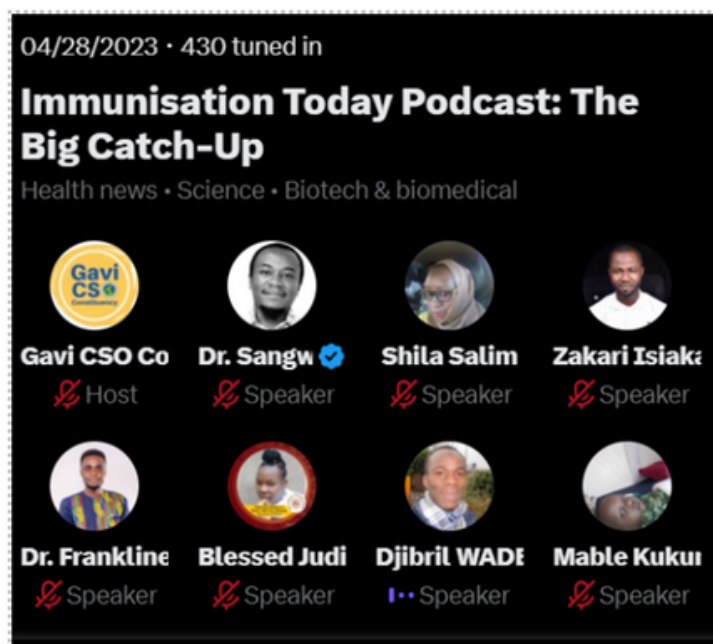 04/28/2023 · 430 tuned in
Immunisation Today Podcast: The
Big Catch-Up
Health news • Science • Biotech & biomedical
Gavi
CSO
Constituency
Gavi CSO Co
Dr. Sangw
Shila Salim
Zakari Isiaka
Host
Speaker
Speaker
Speaker
Dr. Frankline
Blessed Judi
Djibril WADE
Mable Kukur
Speaker
Speaker
Speaker
Speaker